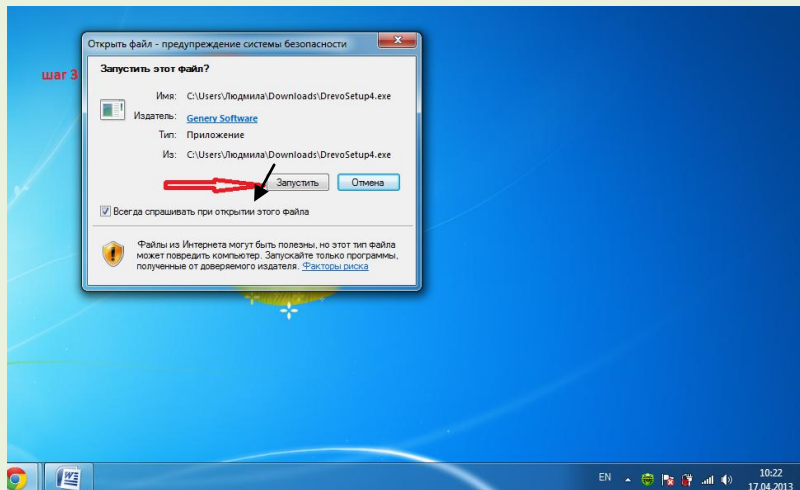 Открыть файл - предупреждение системы безопасности
шаг 3
Запустить этот файл?
Имя: C:\Users\Людмила\Downloads\DrevoSetup4.exe
Издатель: Genery Software
Тип: Приложение
Из: C:\Users\Людмила\Downloads\DrevoSetup4.exe
Запустить Отмена
Всегда спрашивать при открытии этого файла
Файлы из Интернета могут быть полезны, но этот тип файла
может повредить компьютер. Запускайте только программы,
полученные от доверяемого издателя. Факторы риска
EN 10:22
17.04.2013